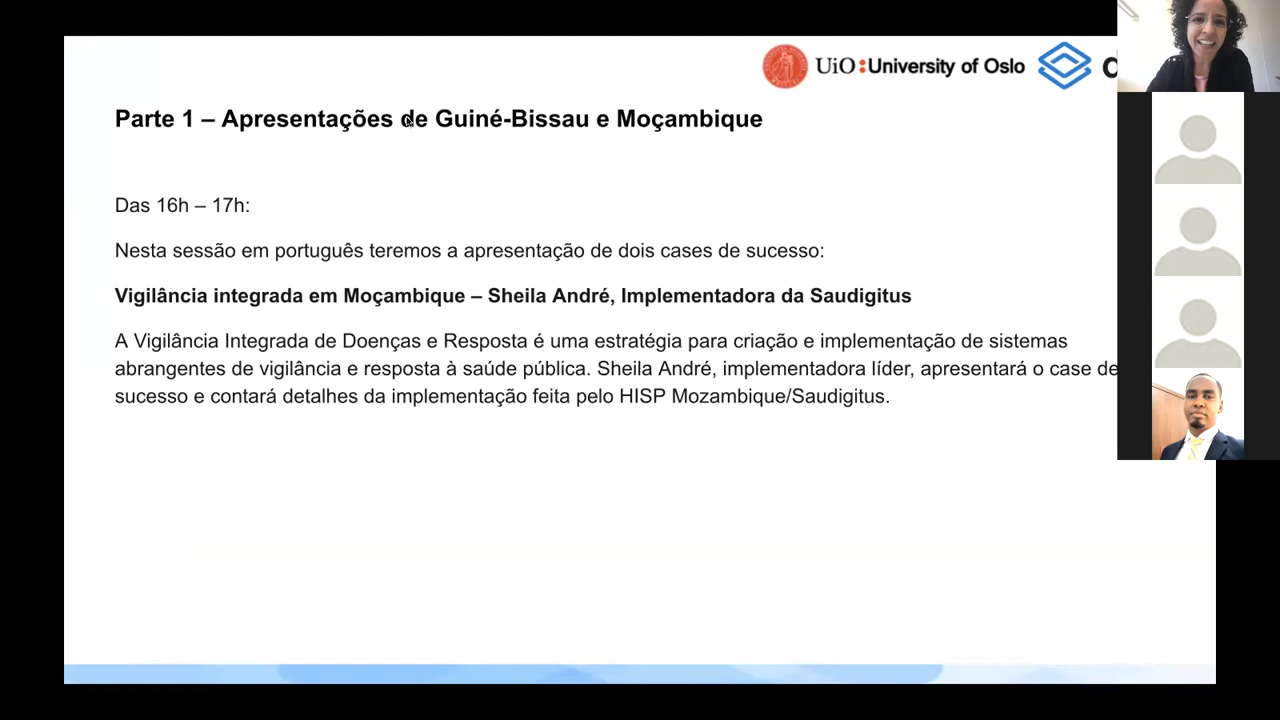 UiO : University of Oslo
Parte 1 – Apresentações de Guiné-Bissau e Moçambique
Das 16h – 17h:
Nesta sessão em português teremos a apresentação de dois cases de sucesso:
Vigilância integrada em Moçambique – Sheila André, Implementadora da Saudigitus
A Vigilância Integrada de Doenças e Resposta é uma estratégia para criação e implementação de sistemas
abrangentes de vigilância e resposta à saúde pública. Sheila André, implementadora líder, apresentará o case de
sucesso e contará detalhes da implementação feita pelo HISP Mozambique/Saudigitus.